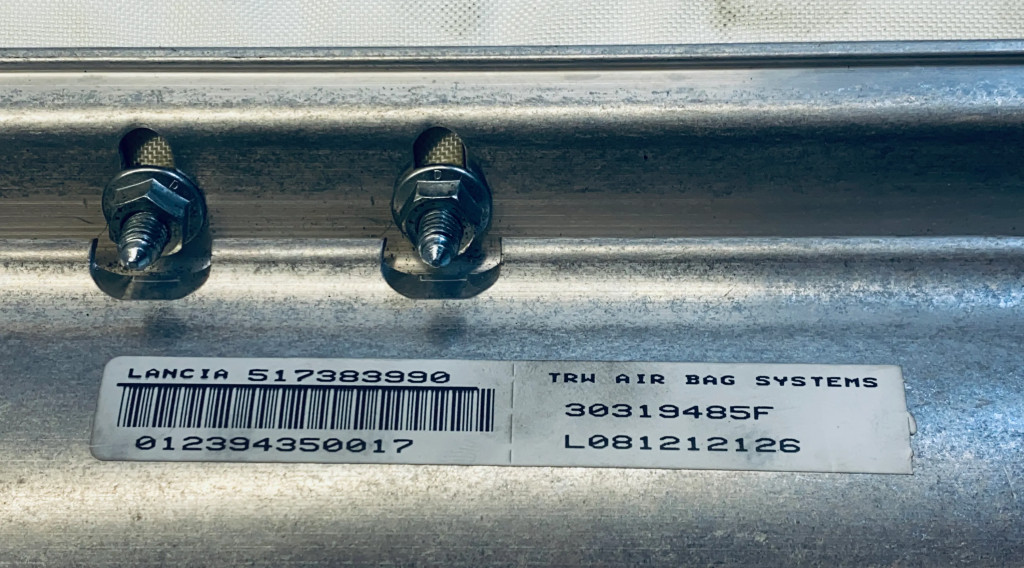 D
D
LANCIA 517383990
012394350017
TRW AIR BAG SYSTEMS
30319485F
L081212126